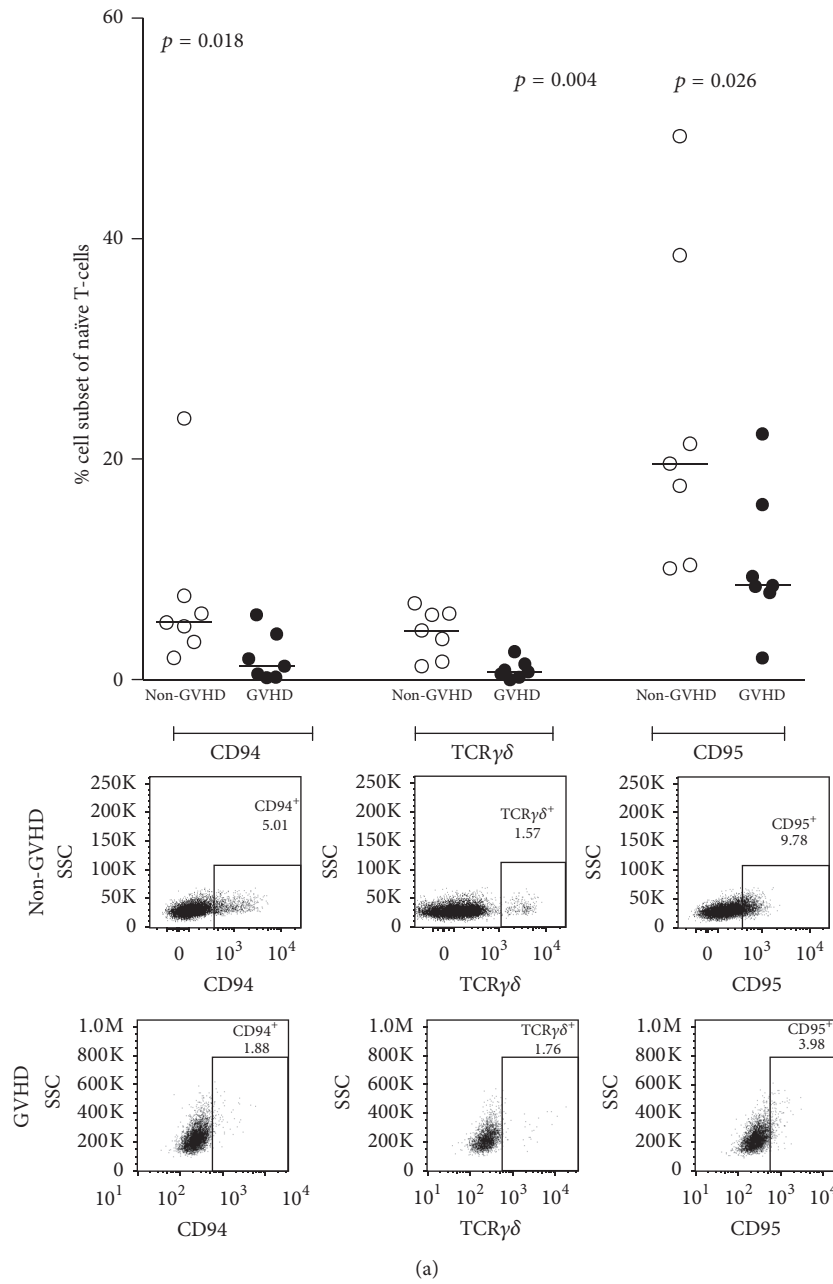 60
p = 0.018
p = 0.004
p = 0.026
40
% cell subset of naïve T-cells
20
0
Non-GVHD GVHD Non-GVHD GVHD Non-GVHD GVHD
CD94 TCRγδ CD95
Non-GVHD
SSC
250K
200K
150K
100K
50K
0
CD94+
5.01
0 10³ 10⁴
CD94
SSC
250K
200K
150K
100K
50K
0
TCRγδ+
1.57
0 10³ 10⁴
TCRγδ
SSC
250K
200K
150K
100K
50K
0
CD95+
9.78
0 10³ 10⁴
CD95
GVHD
SSC
1.0M
800K
600K
400K
200K
0
CD94+
1.88
10¹ 10² 10³ 10⁴
CD94
SSC
1.0M
800K
600K
400K
200K
0
TCRγδ+
1.76
10¹ 10² 10³ 10⁴
TCRγδ
SSC
1.0M
800K
600K
400K
200K
0
CD95+
3.98
10¹ 10² 10³ 10⁴
CD95
(a)